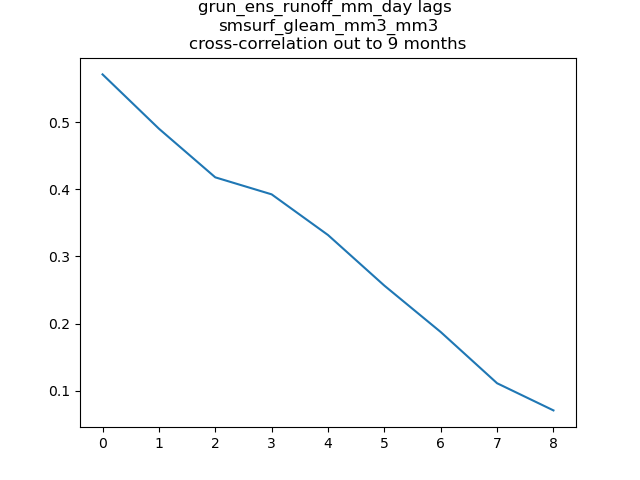 grun_ens_runoff_mm_day lags
smsurf_gleam_mm3_mm3
cross-correlation out to 9 months
0.5
0.4
0.3
0.2
0.1
0 1 2 3 4 5 6 7 8